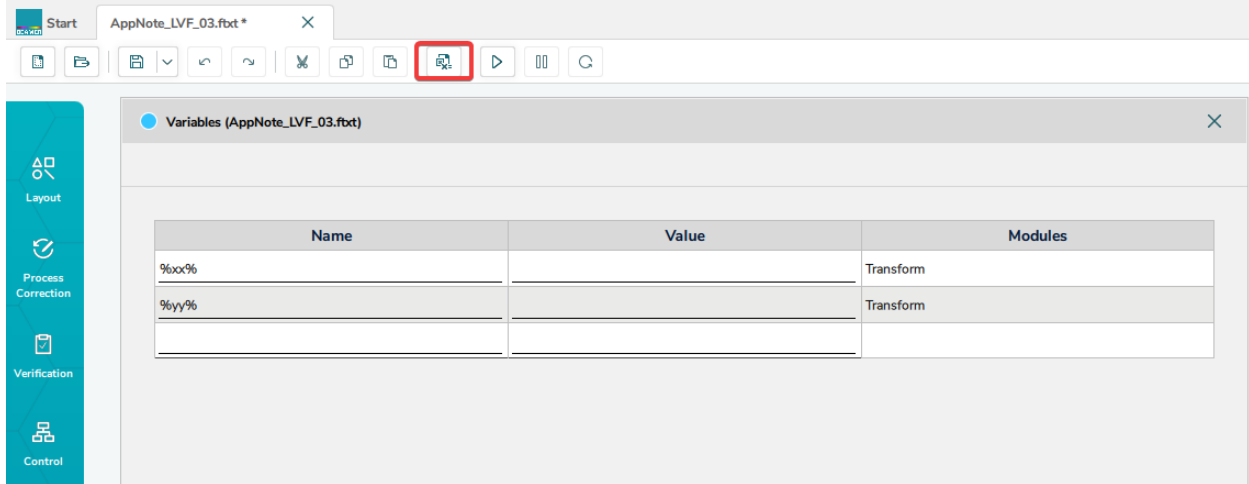 Start
AppNote_LVF_03.ftxt *
Variables (AppNote_LVF_03.ftxt)
Layout
Process
Correction
Verification
Control
Name Value Modules
%xx% Transform
%yy% Transform